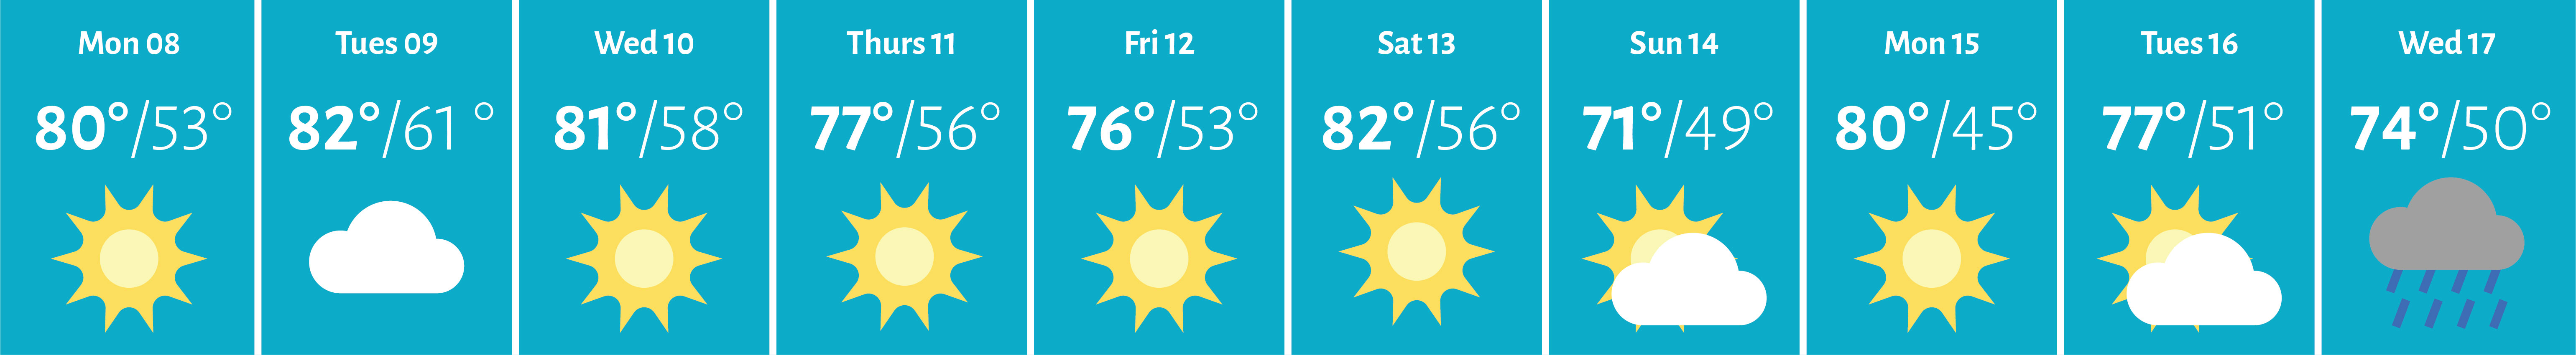 Mon 08
80°/53°
Tues 09
82°/61 °
Wed 10
81°/58°
Thurs 11
77°/56°
Fri 12
76°/53°
Sat 13
82°/56°
Sun 14
71°/49°
Mon 15
80°/45°
Tues 16
77°/51°
Wed 17
74°/50°